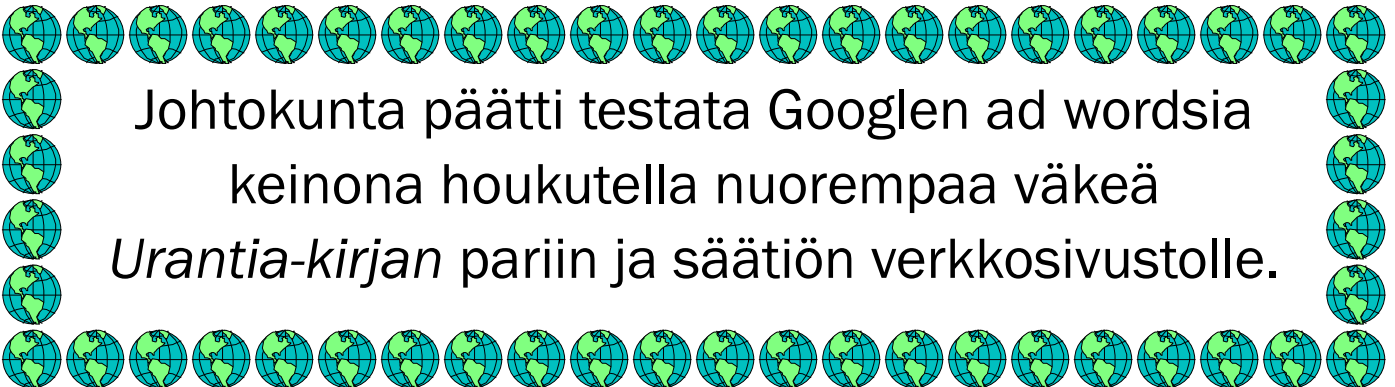 Johtokunta päätti testata Googlen ad wordsia
keinona houkutella nuorempaa väkeä
Urantia-kirjan pariin ja säätiön verkkosivustolle.